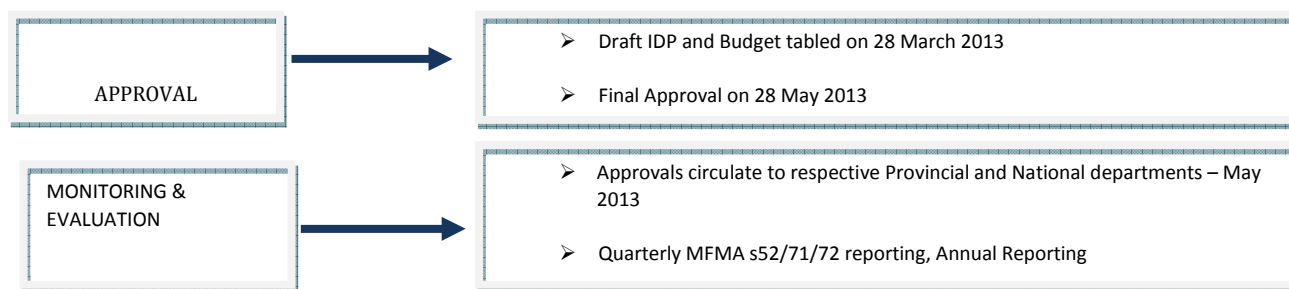 APPROVAL
➢ Draft IDP and Budget tabled on 28 March 2013
➢ Final Approval on 28 May 2013
MONITORING &
EVALUATION
➢ Approvals circulate to respective Provincial and National departments – May
2013
➢ Quarterly MFMA s52/71/72 reporting, Annual Reporting